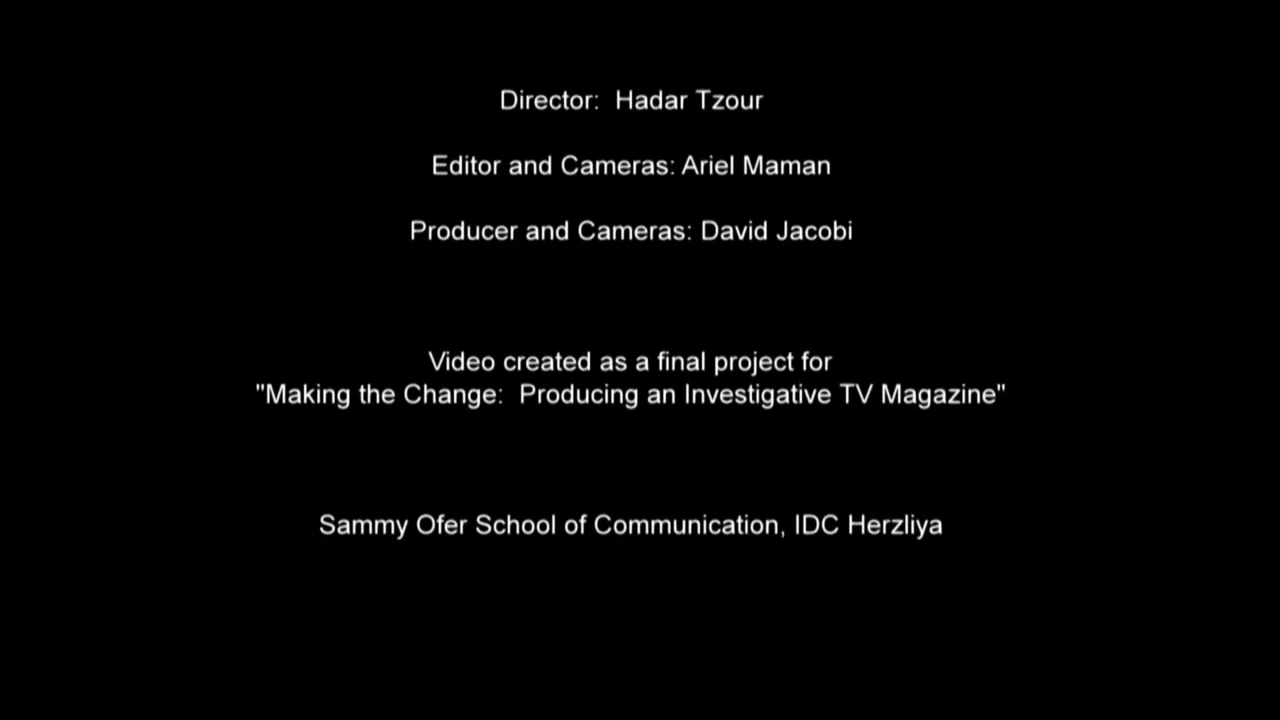 Director:  Hadar Tzour
Editor and Cameras: Ariel Maman
Producer and Cameras: David Jacobi
Video created as a final project for
"Making the Change:  Producing an Investigative TV Magazine"
Sammy Ofer School of Communication, IDC Herzliya